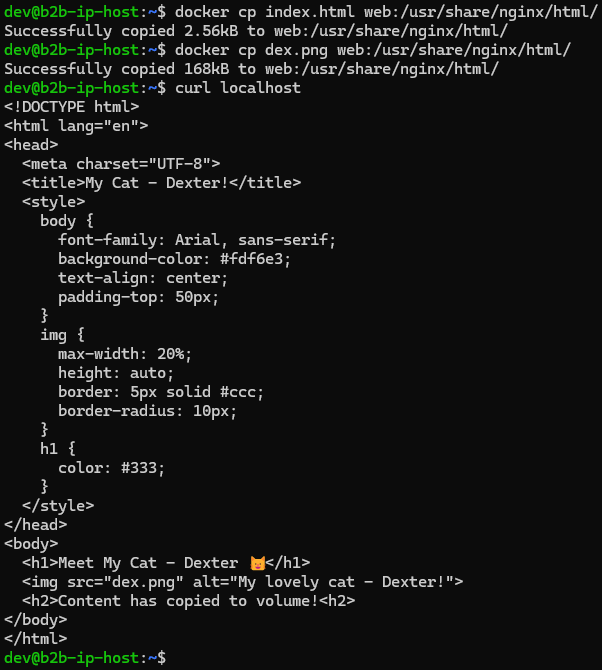 dev@b2b-ip-host:~$ docker cp index.html web:/usr/share/nginx/html/
Successfully copied 2.56kB to web:/usr/share/nginx/html/
dev@b2b-ip-host:~$ docker cp dex.png web:/usr/share/nginx/html/
Successfully copied 168kB to web:/usr/share/nginx/html/
dev@b2b-ip-host:~$ curl localhost
<!DOCTYPE html>
<html lang="en">
<head>
  <meta charset="UTF-8">
  <title>My Cat - Dexter!</title>
  <style>
    body {
      font-family: Arial, sans-serif;
      background-color: #fdf6e3;
      text-align: center;
      padding-top: 50px;
    }
    img {
      max-width: 20%;
      height: auto;
      border: 5px solid #ccc;
      border-radius: 10px;
    }
    h1 {
      color: #333;
    }
  </style>
</head>
<body>
  <h1>Meet My Cat - Dexter 😺</h1>
  <img src="dex.png" alt="My lovely cat - Dexter!">
  <h2>Content has copied to volume!<h2>
</body>
</html>
dev@b2b-ip-host:~$